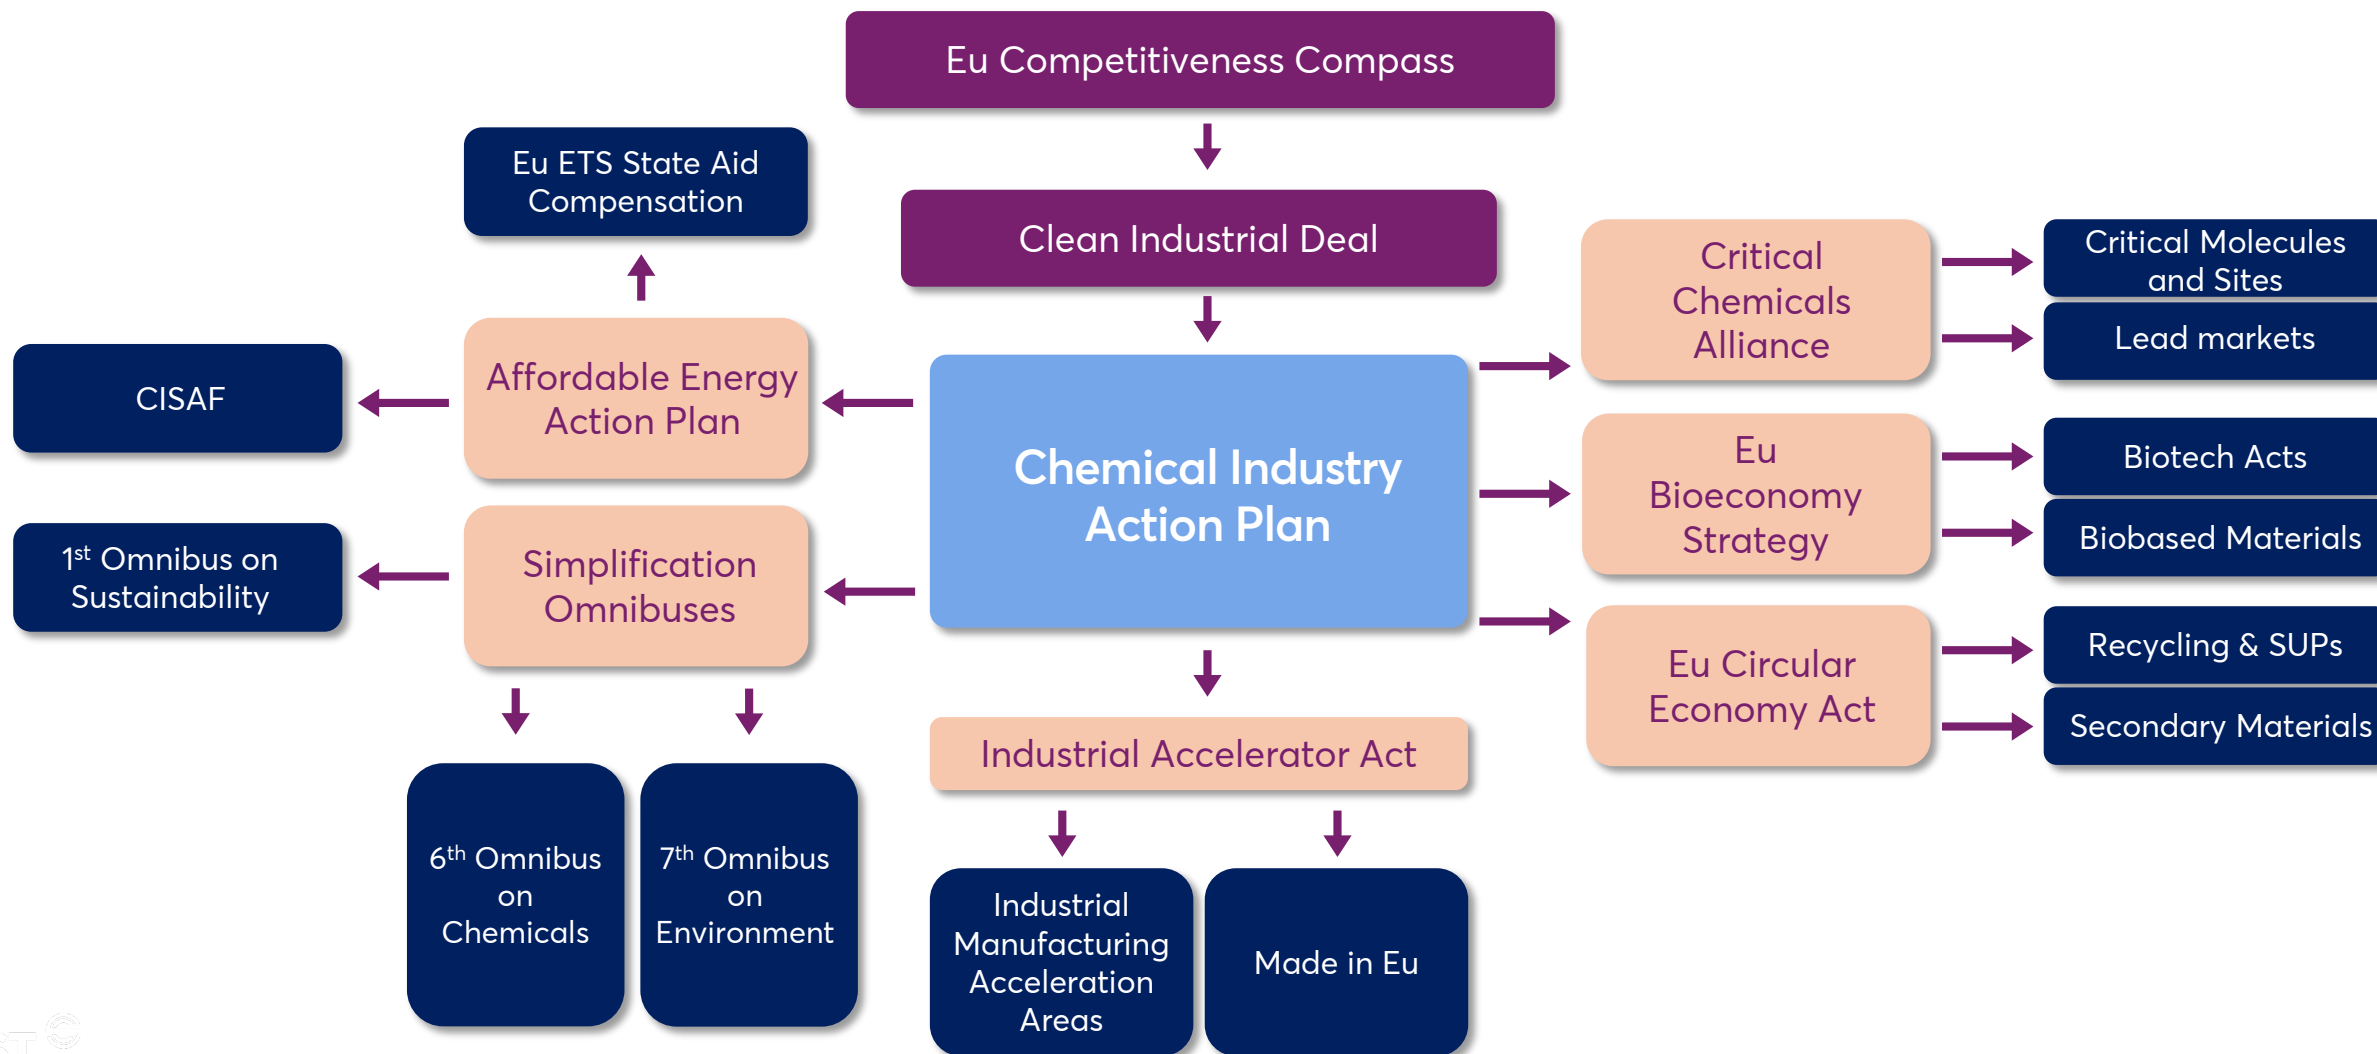 Eu Competitiveness Compass
Eu ETS State Aid
Compensation
Clean Industrial Deal
Critical
Chemicals
Alliance
Critical Molecules
and Sites
Lead markets
CISAF
Affordable Energy
Action Plan
Chemical Industry
Action Plan
Eu
Bioeconomy
Strategy
Biotech Acts
Biobased Materials
1st Omnibus on
Sustainability
Simplification
Omnibuses
Eu Circular
Economy Act
Recycling & SUPs
Secondary Materials
Industrial Accelerator Act
6th Omnibus
on
Chemicals
7th Omnibus
on
Environment
Industrial
Manufacturing
Acceleration
Areas
Made in Eu